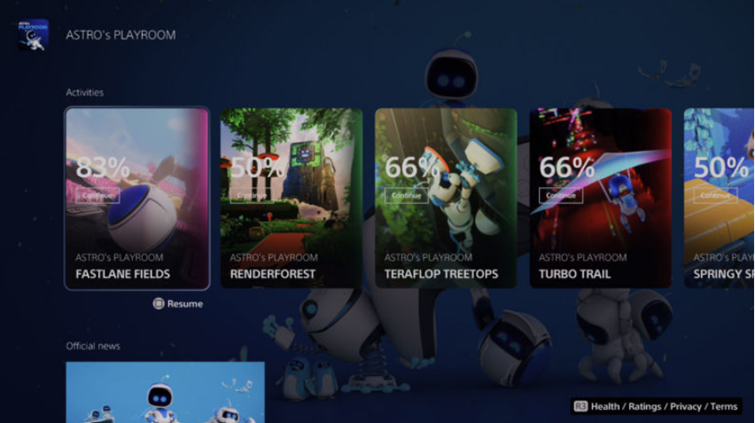 ASTRO's PLAYROOM
Activities
83%
Continue
ASTRO's PLAYROOM
FASTLANE FIELDS
50%
Continue
ASTRO's PLAYROOM
RENDERFOREST
66%
Continue
ASTRO's PLAYROOM
TERAFLOP TREETOPS
66%
Continue
ASTRO's PLAYROOM
TURBO TRAIL
50%
Continue
ASTRO's
SPRINGY
Resume
Official news
R3 Health / Ratings / Privacy / Terms